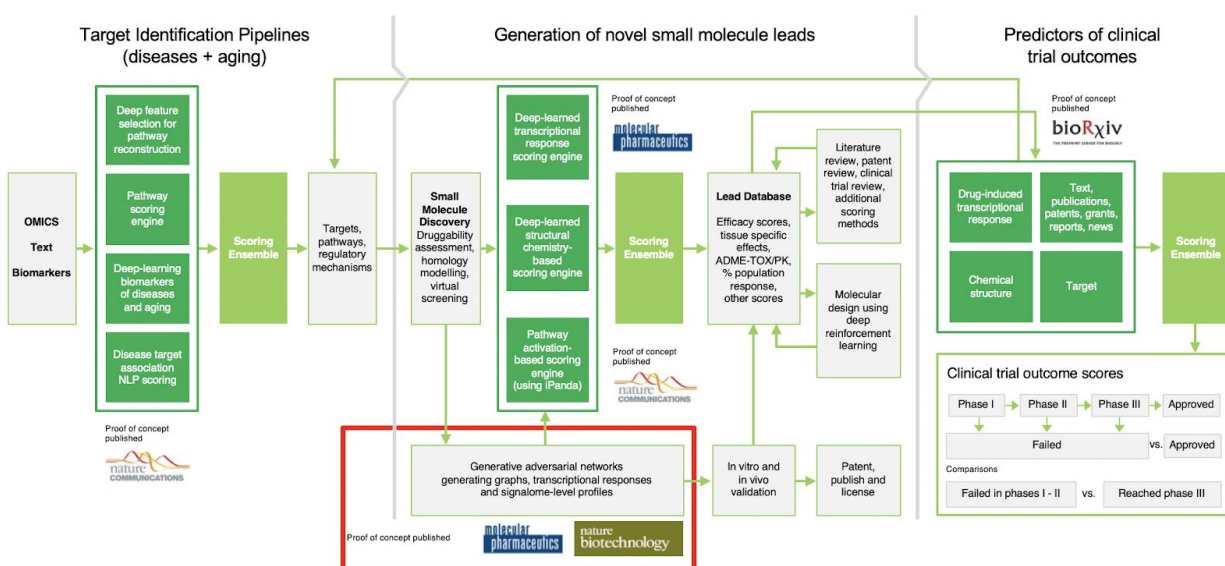 Target Identification Pipelines
(diseases + aging)
Generation of novel small molecule leads
Predictors of clinical
trial outcomes
OMICS
Text
Biomarkers
Deep feature
selection for
pathway
reconstruction
Pathway
scoring
engine
Deep-learning
biomarkers
of diseases
and aging
Disease target
association
NLP scoring
Proof of concept
published
nature
COMMUNICATIONS
Scoring
Ensemble
Targets,
pathways,
regulatory
mechanisms
Small
Molecule
Discovery
Druggability
assessment,
homology
modelling,
virtual
screening
Deep-learned
transcriptional
response
scoring engine
Deep-learned
structural
chemistry-
based
scoring engine
Pathway
activation-
based scoring
engine
(using iPanda)
Proof of concept
published
molecular
pharmaceutics
Scoring
Ensemble
Proof of concept
published
nature
COMMUNICATIONS
Lead Database
Efficacy scores,
tissue specific
effects,
ADME-TOX/PK,
% population
response,
other scores
Literature
review, patent
review, clinical
trial review,
additional
scoring
methods
Molecular
design using
deep
reinforcement
learning
Generative adversarial networks
generating graphs, transcriptional responses
and signalome-level profiles
Proof of concept published
molecular
pharmaceutics
nature
biotechnology
In vitro and
in vivo
validation
Patent,
publish and
license
Proof of concept
published
bioRxiv
THE PREPRINT SERVER FOR BIOLOGY
Drug-induced
transcriptional
response
Text,
publications,
patents, grants,
reports, news
Chemical
structure
Target
Scoring
Ensemble
Clinical trial outcome scores
Phase I
Phase II
Phase III
Approved
Failed
vs.
Approved
Comparisons
Failed in phases I - II
vs.
Reached phase III